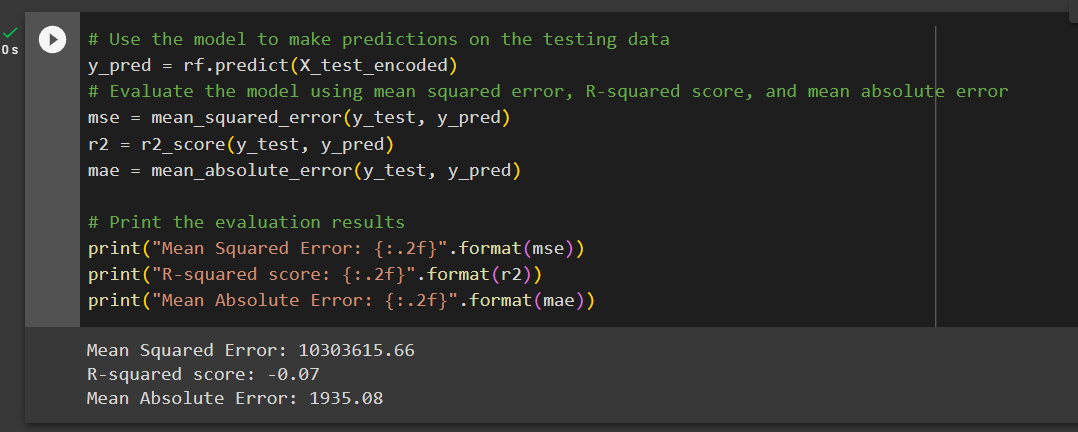 0s
# Use the model to make predictions on the testing data
y_pred = rf.predict(X_test_encoded)
# Evaluate the model using mean squared error, R-squared score, and mean absolute error
mse = mean_squared_error(y_test, y_pred)
r2 = r2_score(y_test, y_pred)
mae = mean_absolute_error(y_test, y_pred)
# Print the evaluation results
print("Mean Squared Error: {:.2f}".format(mse))
print("R-squared score: {:.2f}".format(r2))
print("Mean Absolute Error: {:.2f}".format(mae))
Mean Squared Error: 10303615.66
R-squared score: -0.07
Mean Absolute Error: 1935.08